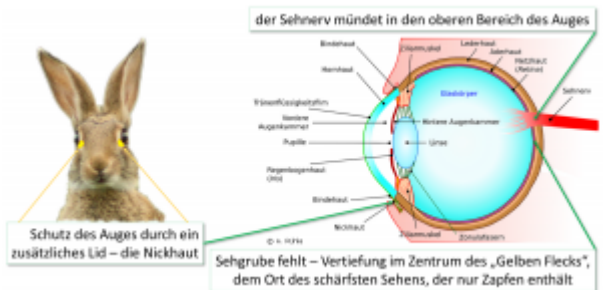 der Sehnerv mündet in den oberen Bereich des Auges
Bindehaut
Ziliarmuskel
Lederhaut
Aderhaut
Netzhaut
(Retina)
Hornhaut
Glaskörper
Sehnerv
Tränenflüssigkeitsfilm
Vordere
Augenkammer
Hintere Augenkammer
Pupille
Linse
Regenbogenhaut
(Iris)
Bindehaut
Nickhaut
Ziliarmuskel
Zonulafasern
Schutz des Auges durch ein
zusätzliches Lid – die Nickhaut
Sehgrube fehlt – Vertiefung im Zentrum des „Gelben Flecks“,
dem Ort des schärfsten Sehens, der nur Zapfen enthält